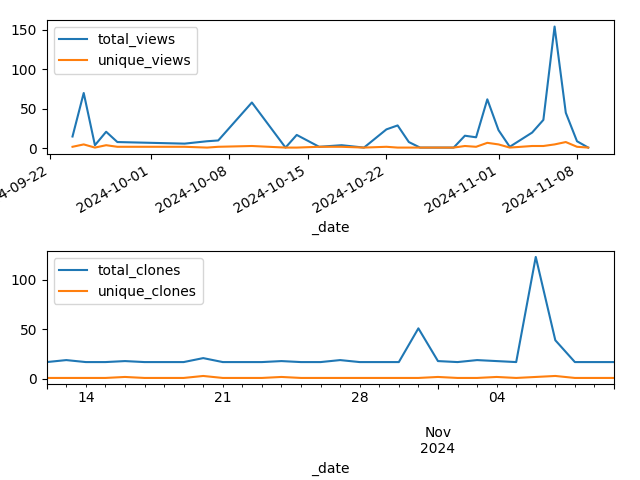 150
100
50
0
total_views
unique_views
4-09-22
2024-10-01
2024-10-08
2024-10-15
2024-10-22
2024-11-01
2024-11-08
_date
100
50
0
total_clones
unique_clones
14
21
28
04
Nov
2024
_date